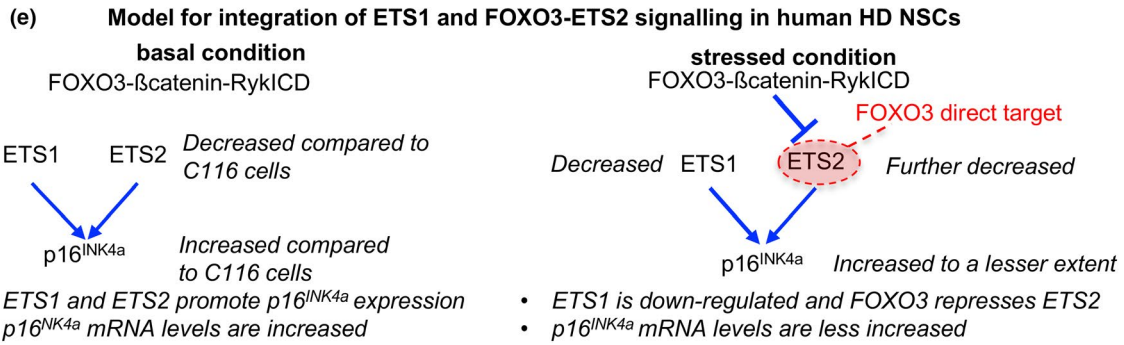 (e) Model for integration of ETS1 and FOXO3-ETS2 signalling in human HD NSCs
basal condition
FOXO3-ßcatenin-RykICD
ETS1 ETS2 Decreased compared to
C116 cells
p16INK4a Increased compared
to C116 cells
ETS1 and ETS2 promote p16INK4a expression
p16NK4a mRNA levels are increased
stressed condition
FOXO3-ßcatenin-RykICD
FOXO3 direct target
Decreased ETS1 ETS2 Further decreased
p16INK4a Increased to a lesser extent
• ETS1 is down-regulated and FOXO3 represses ETS2
• p16INK4a mRNA levels are less increased